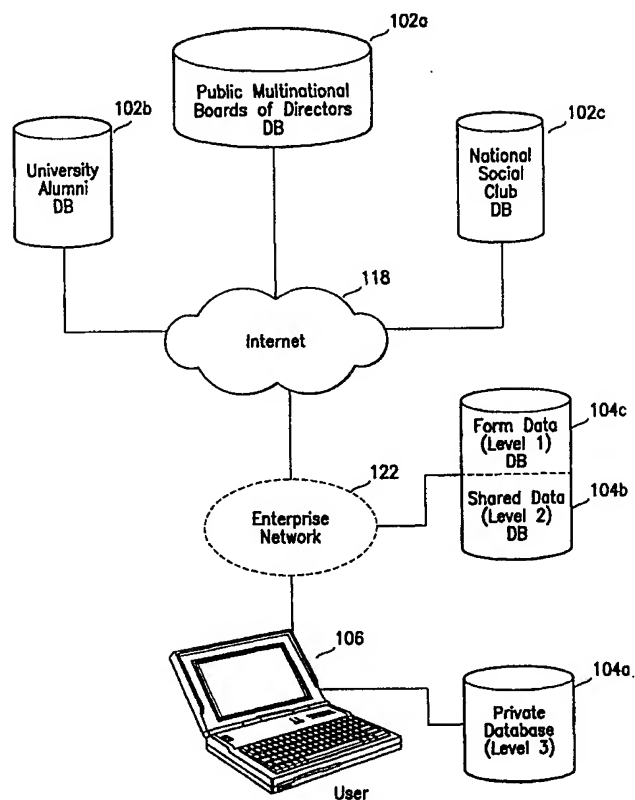 102a
Public Multinational
Boards of Directors
DB
102b
University
Alumni
DB
102c
National
Social
Club
DB
118
Internet
Form Data
(Level 1)
DB
104c
Shared Data
(Level 2)
DB
104b
122
Enterprise
Network
106
104a
Private
Database
(Level 3)
User